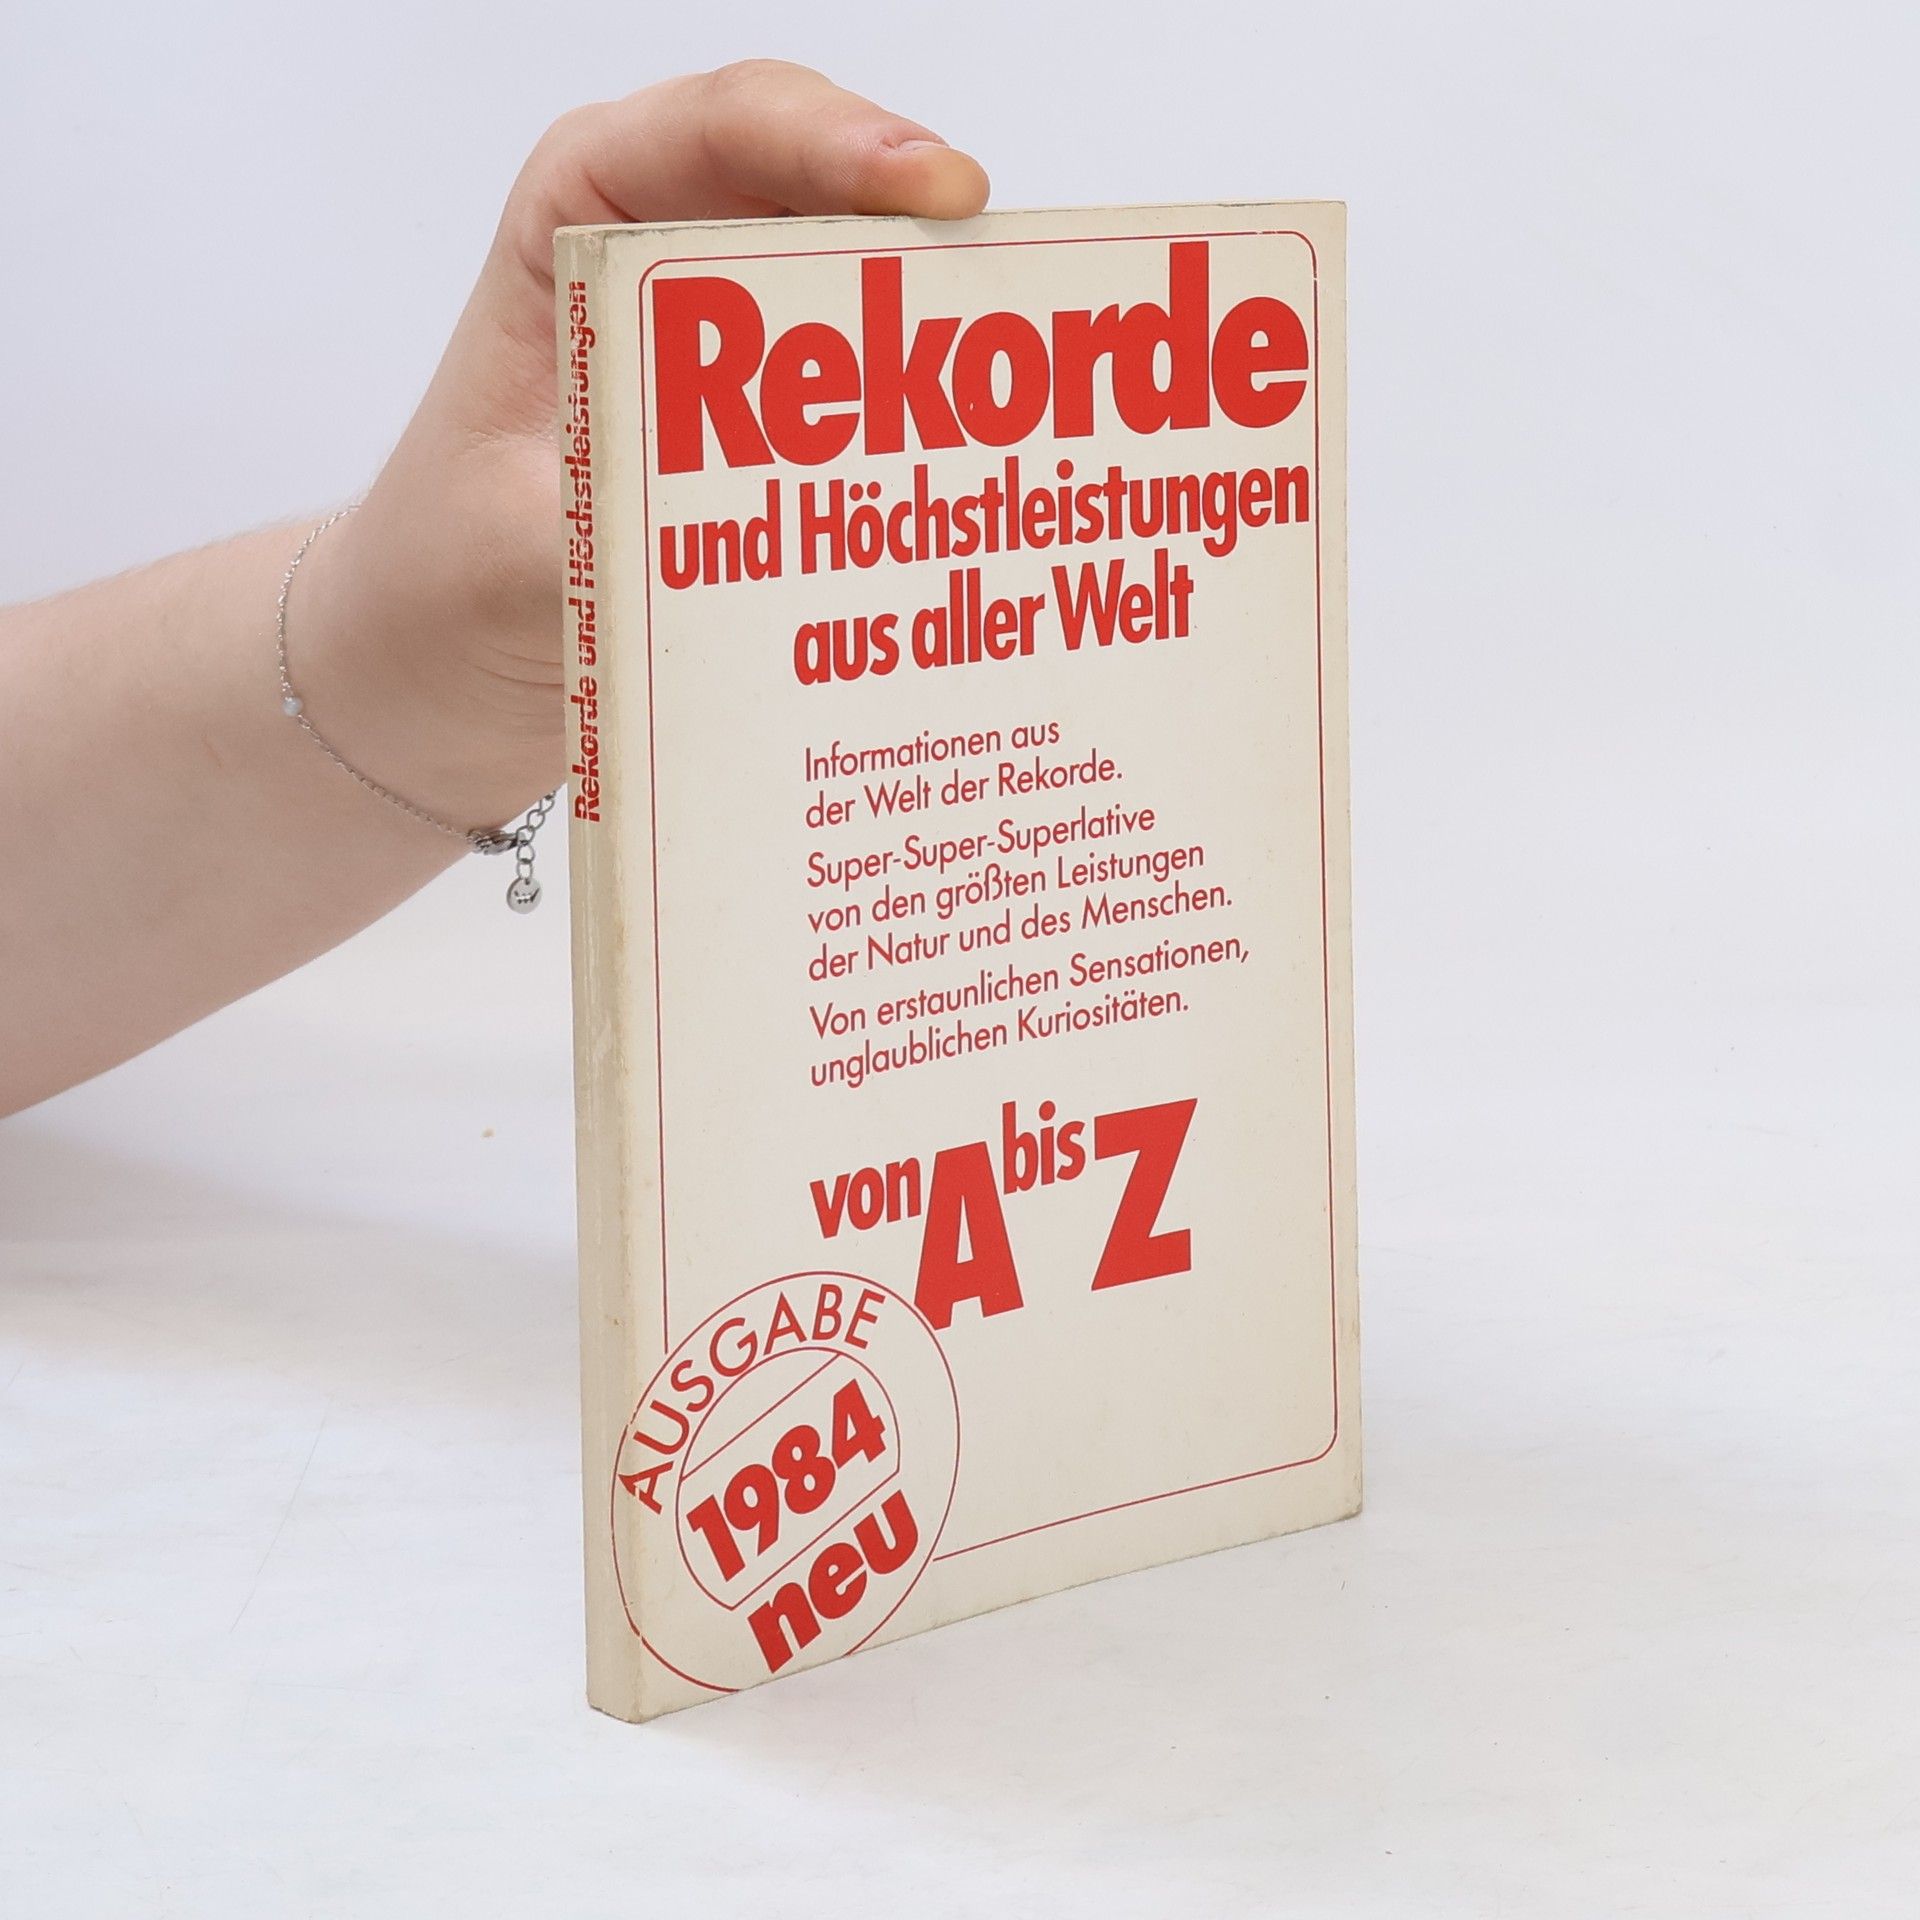 Rekorde und Höchstleistungen
Rekorde
und Höchstleistungen
aus aller Welt
Informationen aus
der Welt der Rekorde.
Super-Super-Superlative
von den größten Leistungen
der Natur und des Menschen.
Von erstaunlichen Sensationen,
unglaublichen Kuriositäten.
von A bis Z
AUSGABE
1984
neu